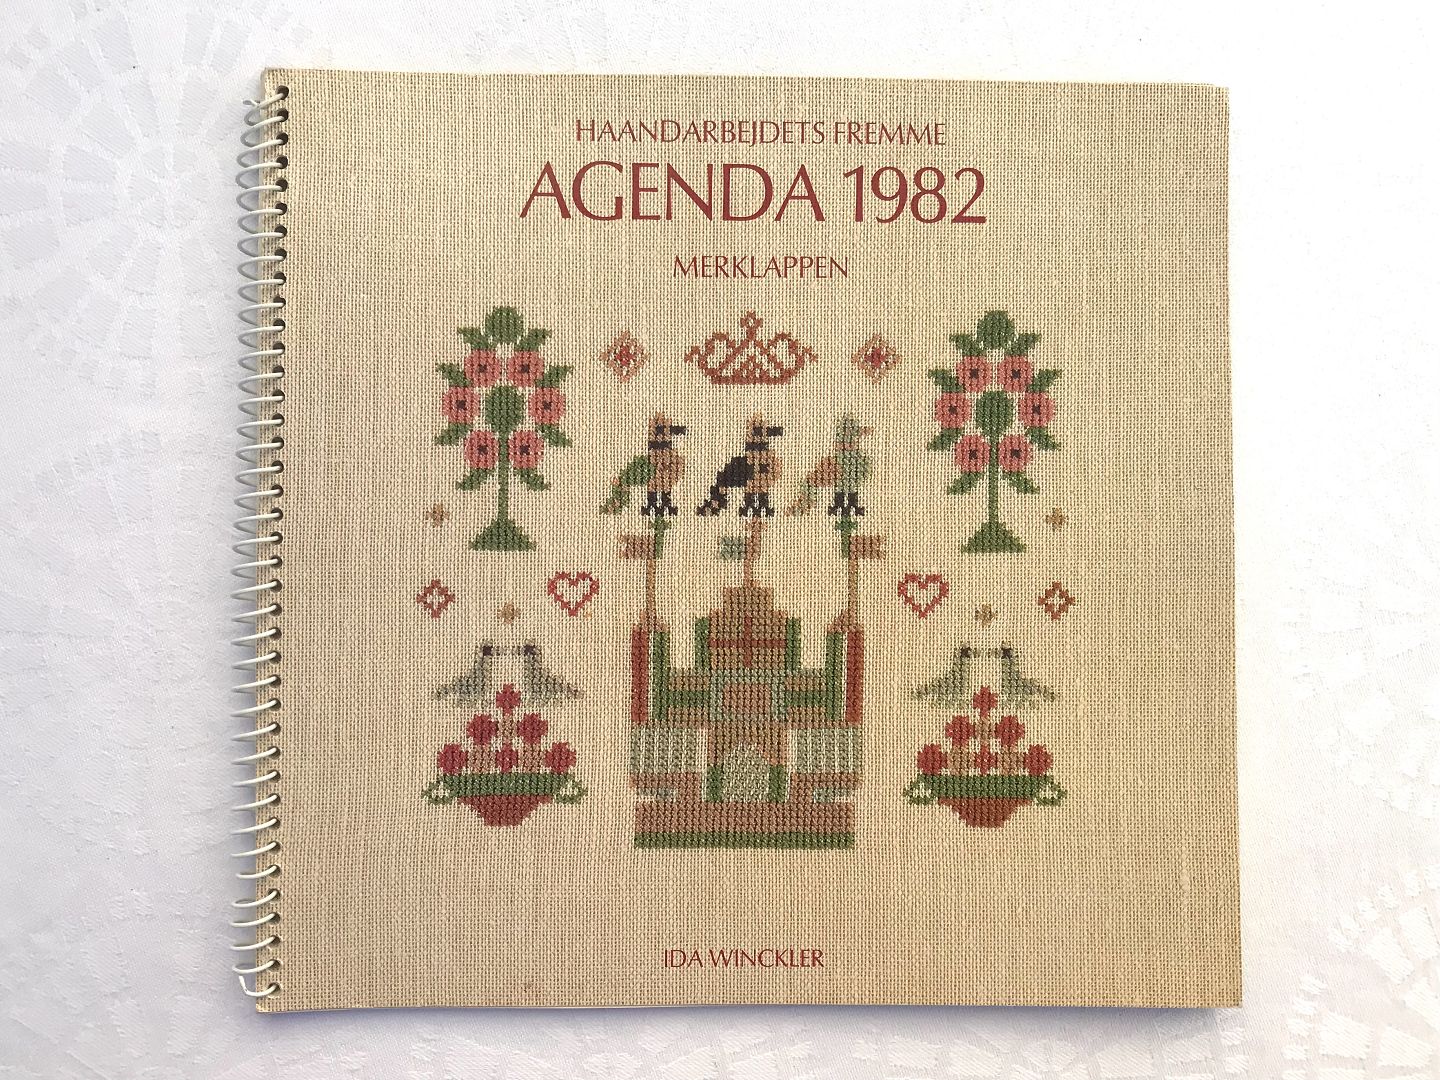 HAANDARBEJDETS FREMME
AGENDA 1982
MERKLAPPEN
IDA WINCKLER